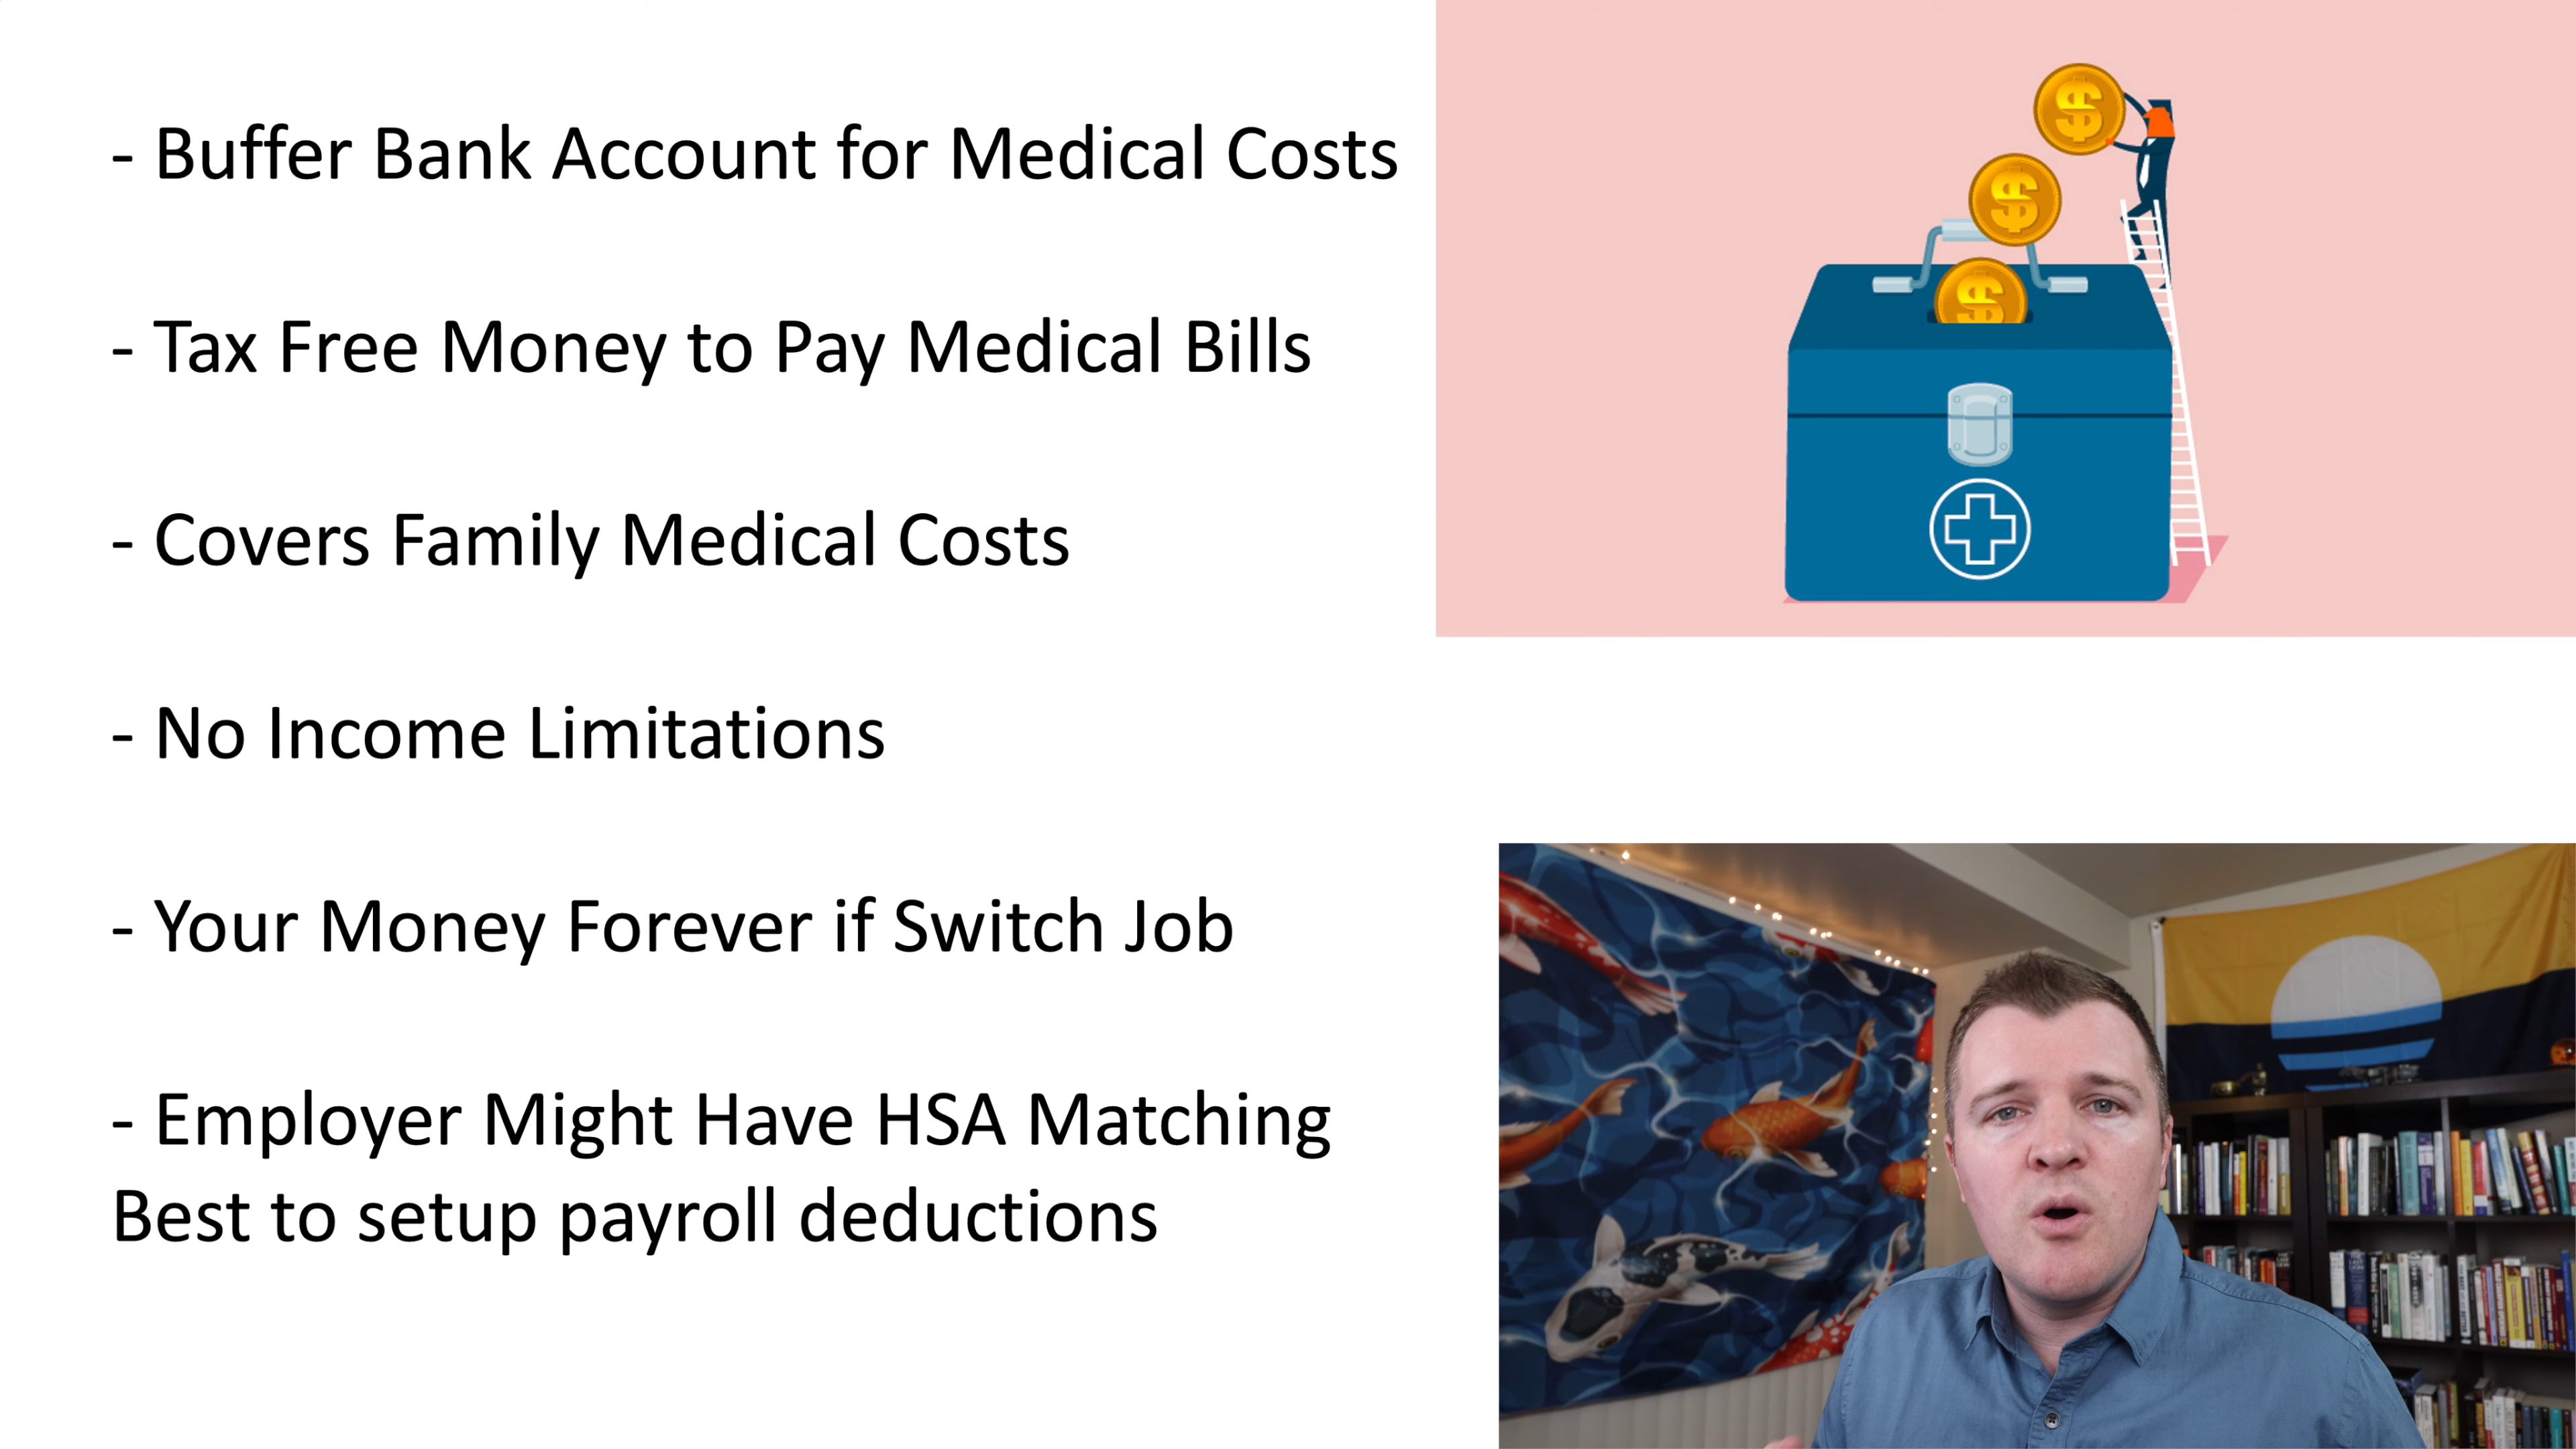 - Buffer Bank Account for Medical Costs
- Tax Free Money to Pay Medical Bills
- Covers Family Medical Costs
- No Income Limitations
- Your Money Forever if Switch Job
- Employer Might Have HSA Matching
Best to setup payroll deductions
$
$
$